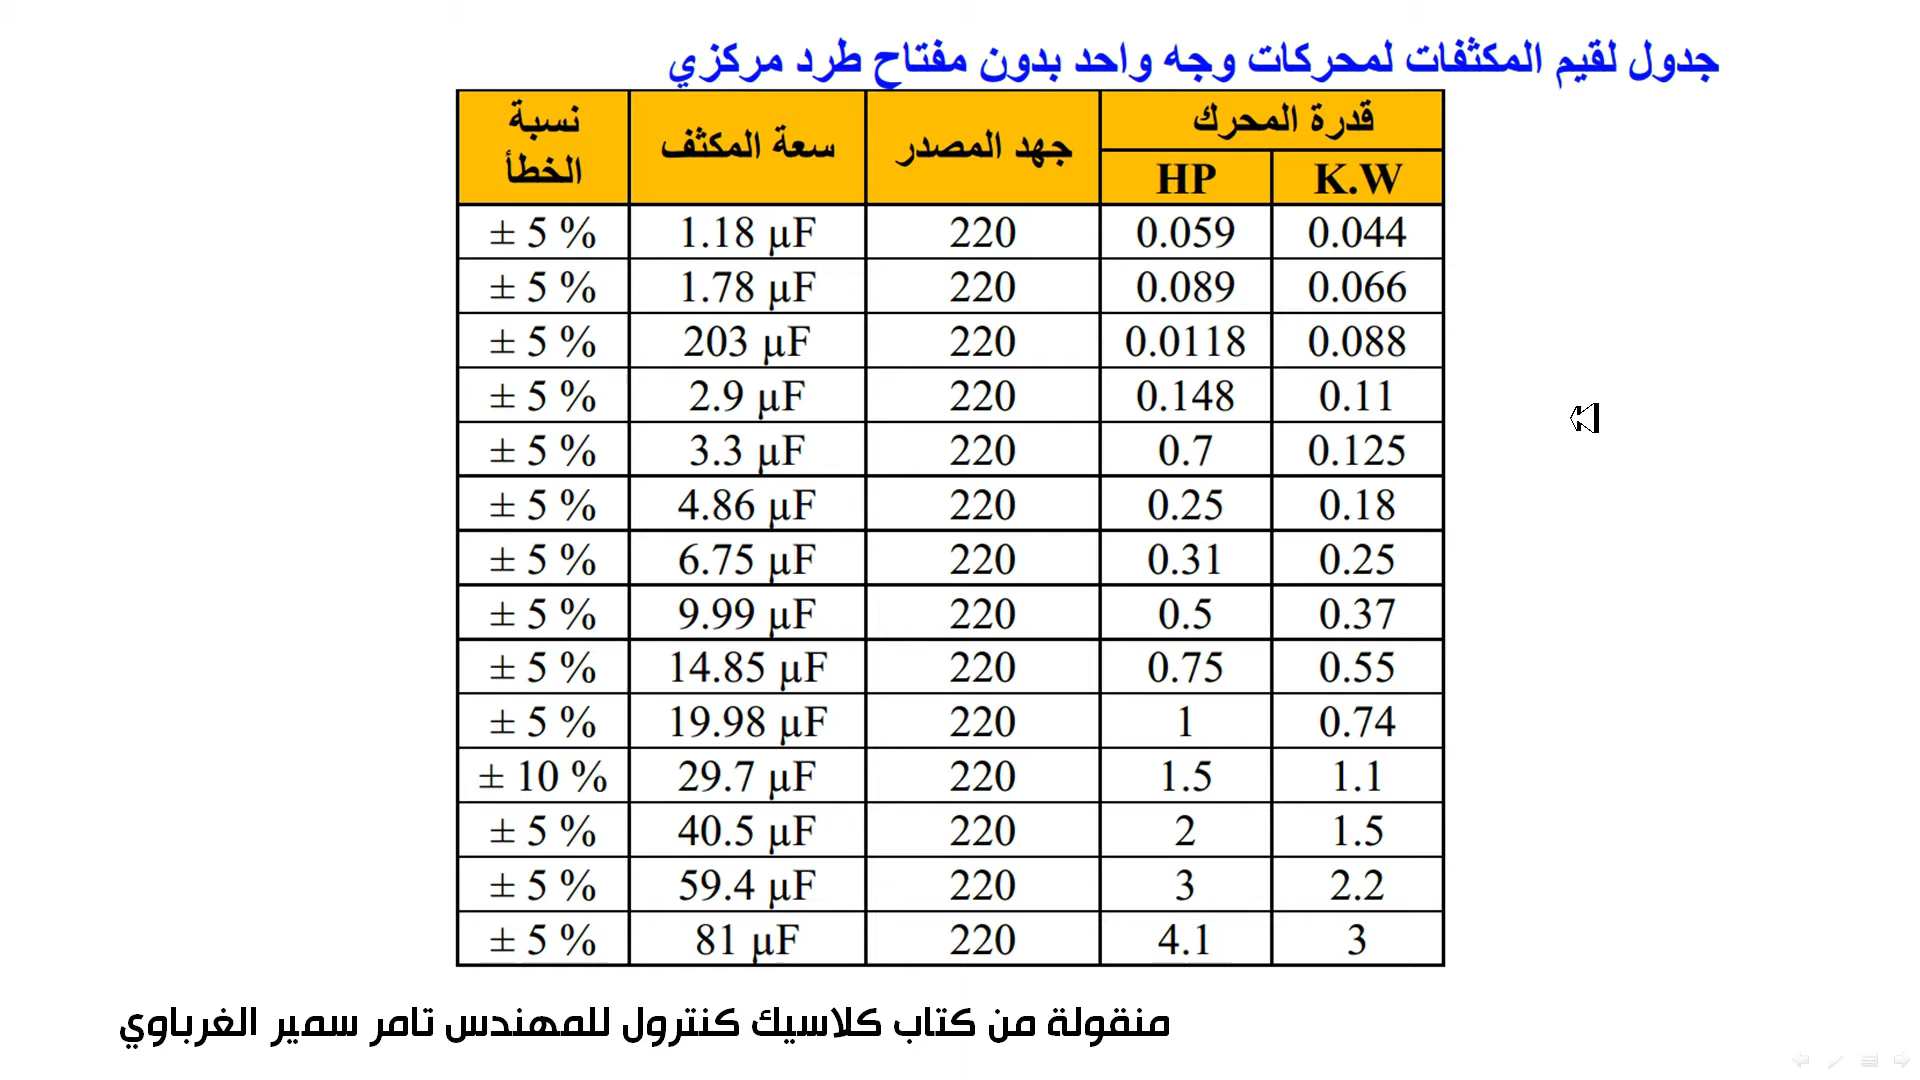 جدول لقيم المكثفات لمحركات وجه واحد بدون مفتاح طرد مركزي
قدرة المحرك جهد المصدر سعة المكثف نسبة الخطأ
K.W HP
0.044 0.059 220 1.18 µF ± 5 %
0.066 0.089 220 1.78 µF ± 5 %
0.088 0.0118 220 203 µF ± 5 %
0.11 0.148 220 2.9 µF ± 5 %
0.125 0.7 220 3.3 µF ± 5 %
0.18 0.25 220 4.86 µF ± 5 %
0.25 0.31 220 6.75 µF ± 5 %
0.37 0.5 220 9.99 µF ± 5 %
0.55 0.75 220 14.85 µF ± 5 %
0.74 1 220 19.98 µF ± 5 %
1.1 1.5 220 29.7 µF ± 10 %
1.5 2 220 40.5 µF ± 5 %
2.2 3 220 59.4 µF ± 5 %
3 4.1 220 81 µF ± 5 %
منقولة من كتاب كلاسيك كنترول للمهندس تامر سمير الغرباوي